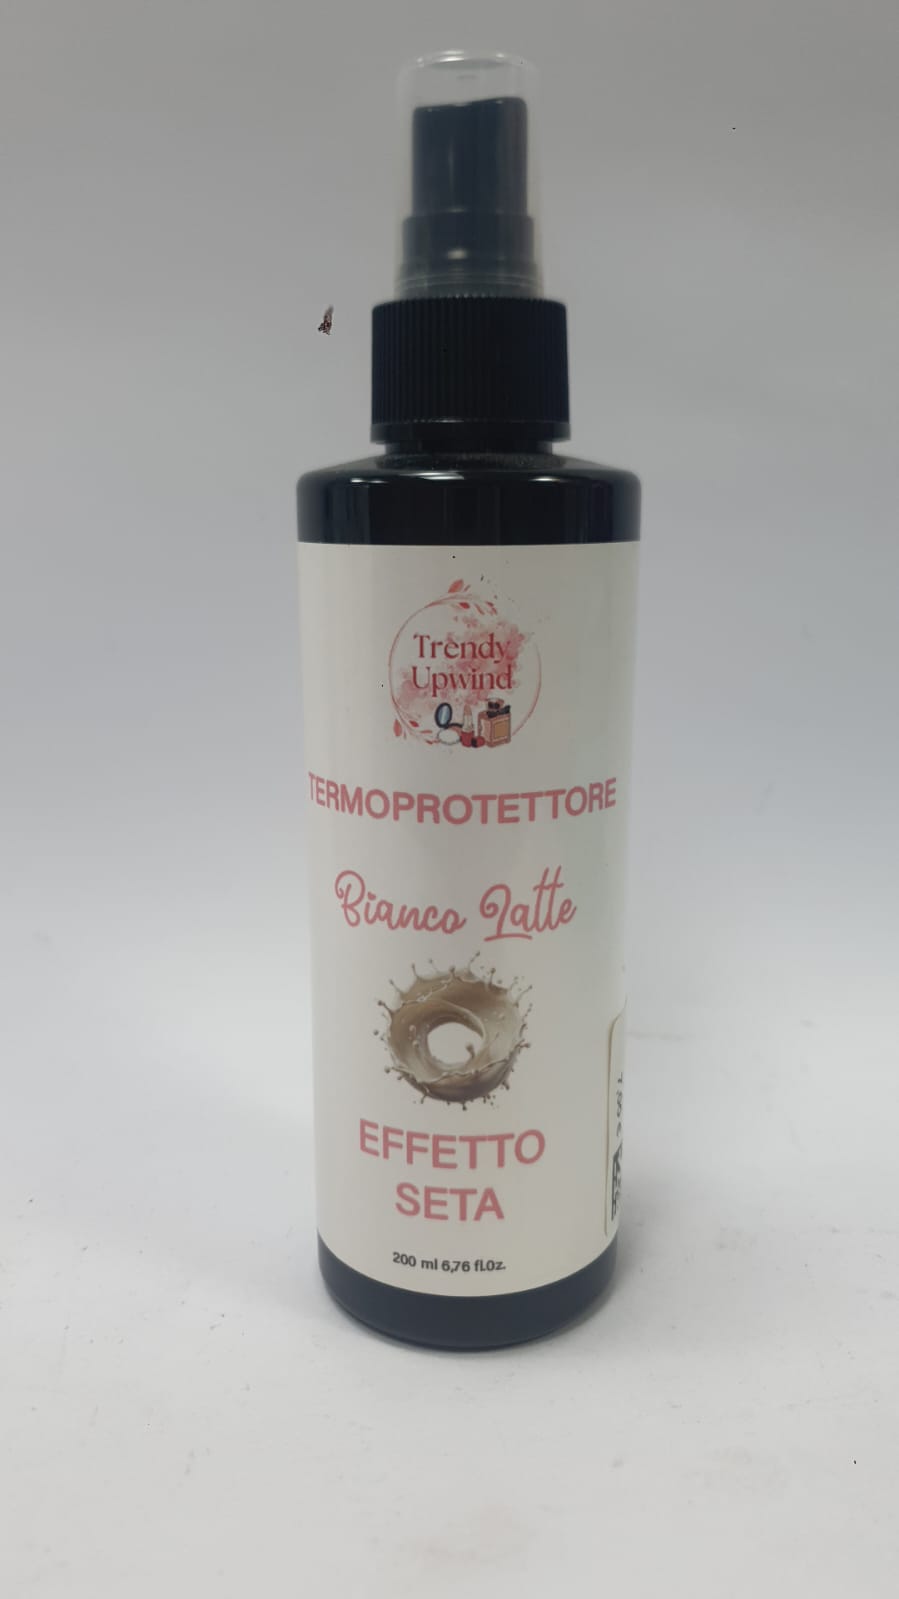 Trendy
Upwind
TERMOPROTETTORE
Bianco Latte
EFFETTO
SETA
200 ml 6,76 fl.Oz.